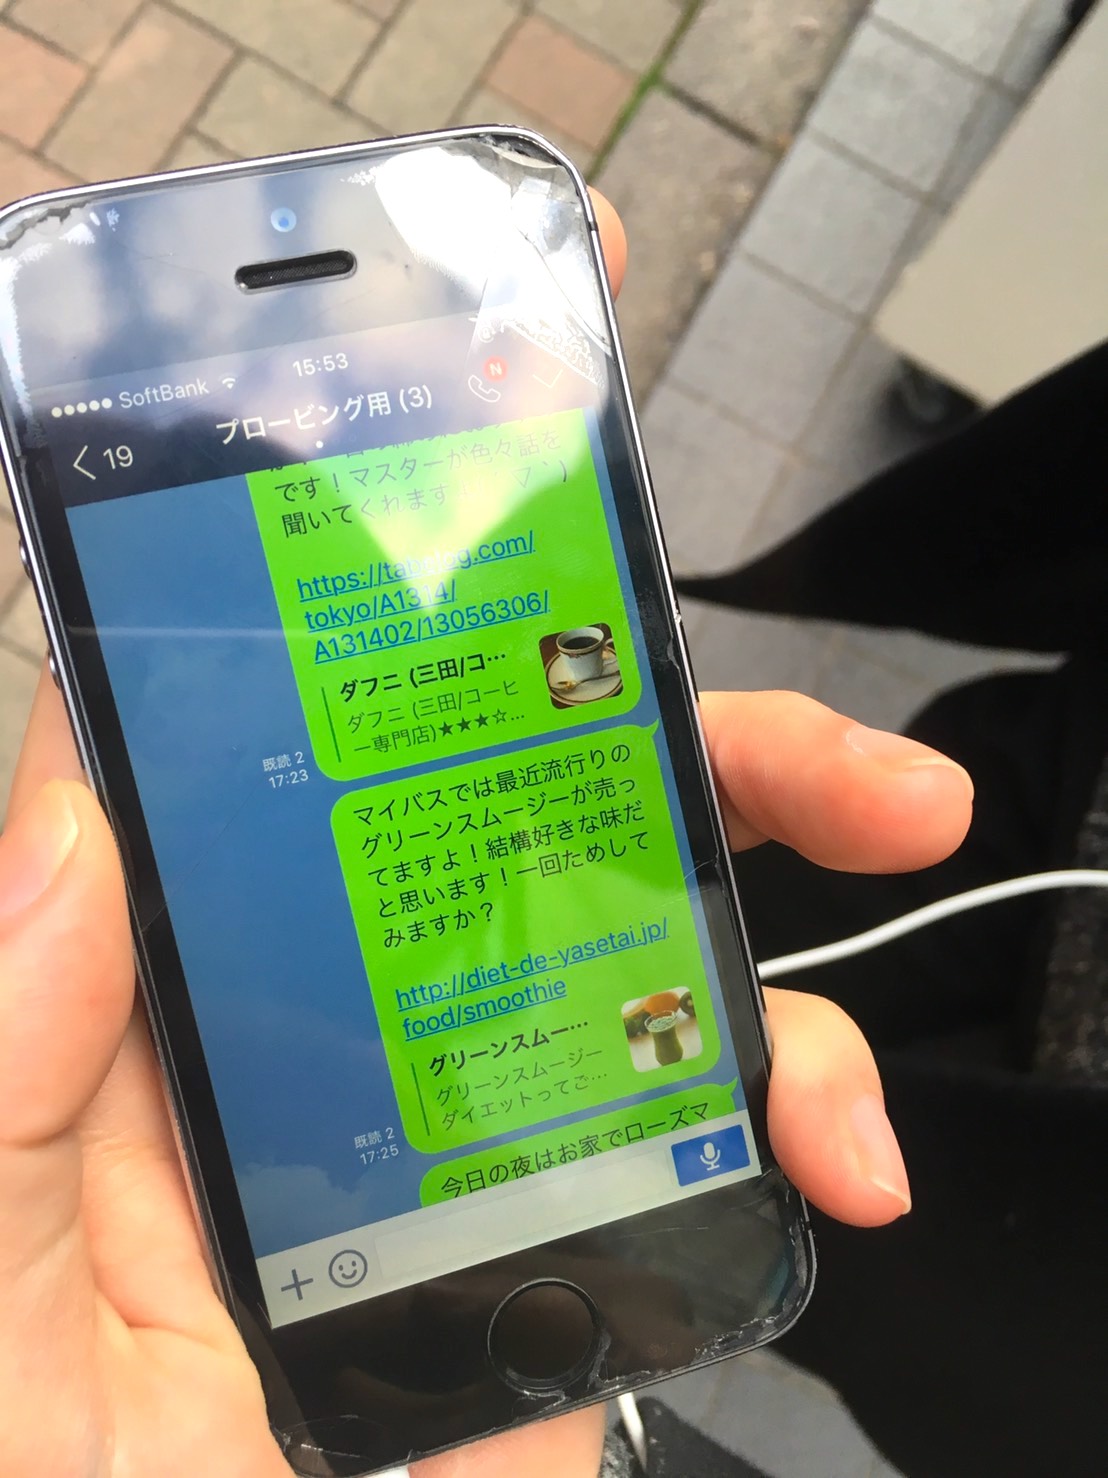 15:53
●●●●● SoftBank
プロービング用 (3)
N
19
です！マスターが色々話を
聞いてくれます！
https://tabelog.com/
tokyo/A1314/
A131402/13056306/
ダフニ (三田/コ…
ダフニ (三田/コーヒ
ー専門店)★★★☆...
既読 2
17:23
マイバスでは最近流行りの
グリーンスムージーが売っ
てますよ！結構好きな味だ
と思います！一回ためして
みますか？
http://diet-de-yasetai.jp/
food/smoothie
グリーンスムー…
グリーンスムージー
ダイエットってご...
既読 2
17:25
今日の夜はお家でローズマ